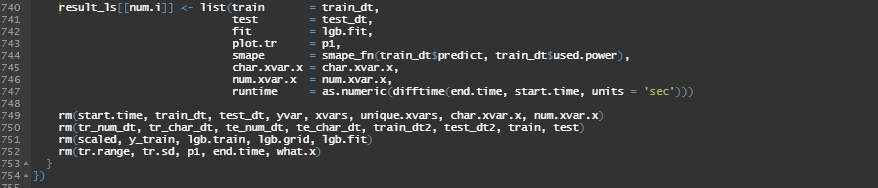 740 result_ls[[num.i]] <- list(train = train_dt,
741 test = test_dt,
742 fit = lgb.fit,
743 plot.tr = p1,
744 smape = smape_fn(train_dt$predict, train_dt$used.power),
745 char.xvar.x = char.xvar.x,
746 num.xvar.x = num.xvar.x,
747 runtime = as.numeric(difftime(end.time, start.time, units = 'sec')))
748
749 rm(start.time, train_dt, test_dt, yvar, xvars, unique.xvars, char.xvar.x, num.xvar.x)
750 rm(tr_num_dt, tr_char_dt, te_num_dt, te_char_dt, train_dt2, test_dt2, train, test)
751 rm(scaled, y_train, lgb.train, lgb.grid, lgb.fit)
752 rm(tr.range, tr.sd, p1, end.time, what.x)
753 }
754 })
755